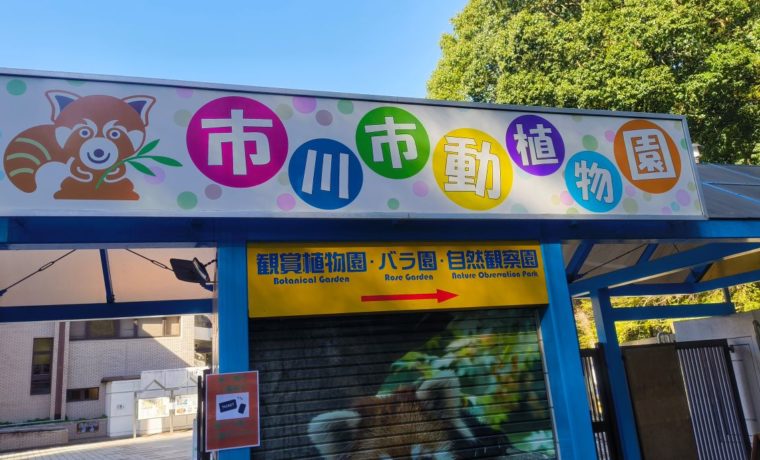 市川市動植物園
観賞植物園・バラ園・自然観察園
Botanical Garden Rose Garden Nature Observation Park